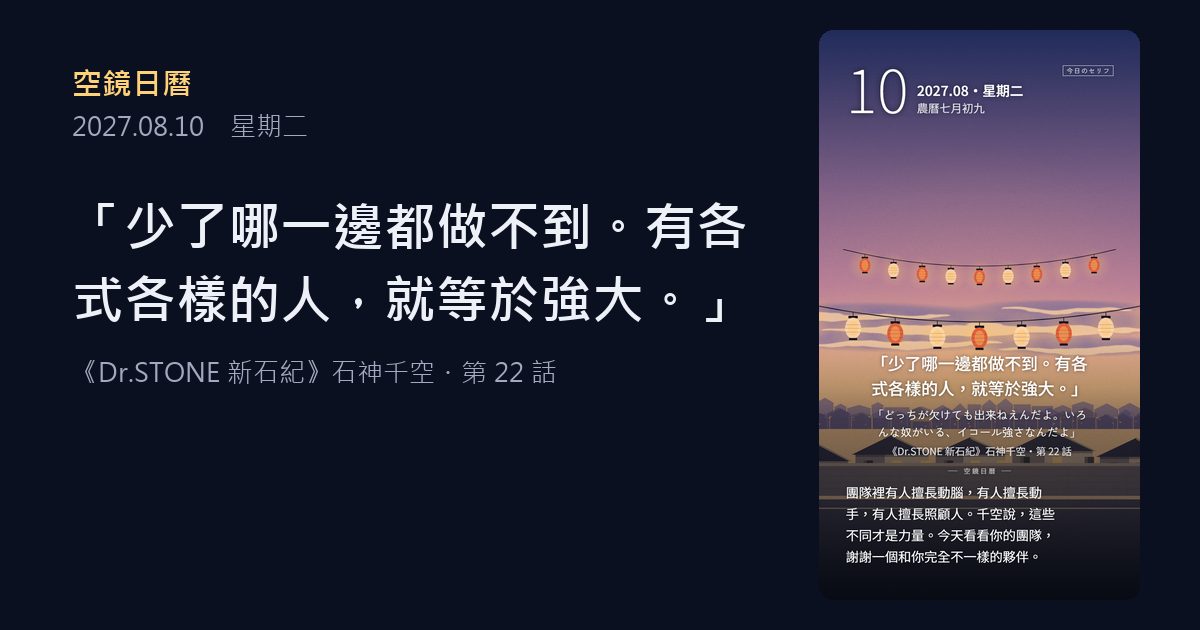 空鏡日曆
2027.08.10 星期二
「少了哪一邊都做不到。有各
式各樣的人，就等於強大。」
《Dr.STONE 新石紀》石神千空・第 22 話
10
2027.08・星期二
農曆七月初九
今日のセリフ
「少了哪一邊都做不到。有各
式各樣的人，就等於強大。」
「どっちが欠けても出来ねえんだよ。いろ
んな奴がいる、イコール強さなんだよ」
《Dr.STONE 新石紀》石神千空・第 22 話
— 空鏡日曆 —
團隊裡有人擅長動腦，有人擅長動
手，有人擅長照顧人。千空說，這些
不同才是力量。今天看看你的團隊，
謝謝一個和你完全不一樣的夥伴。